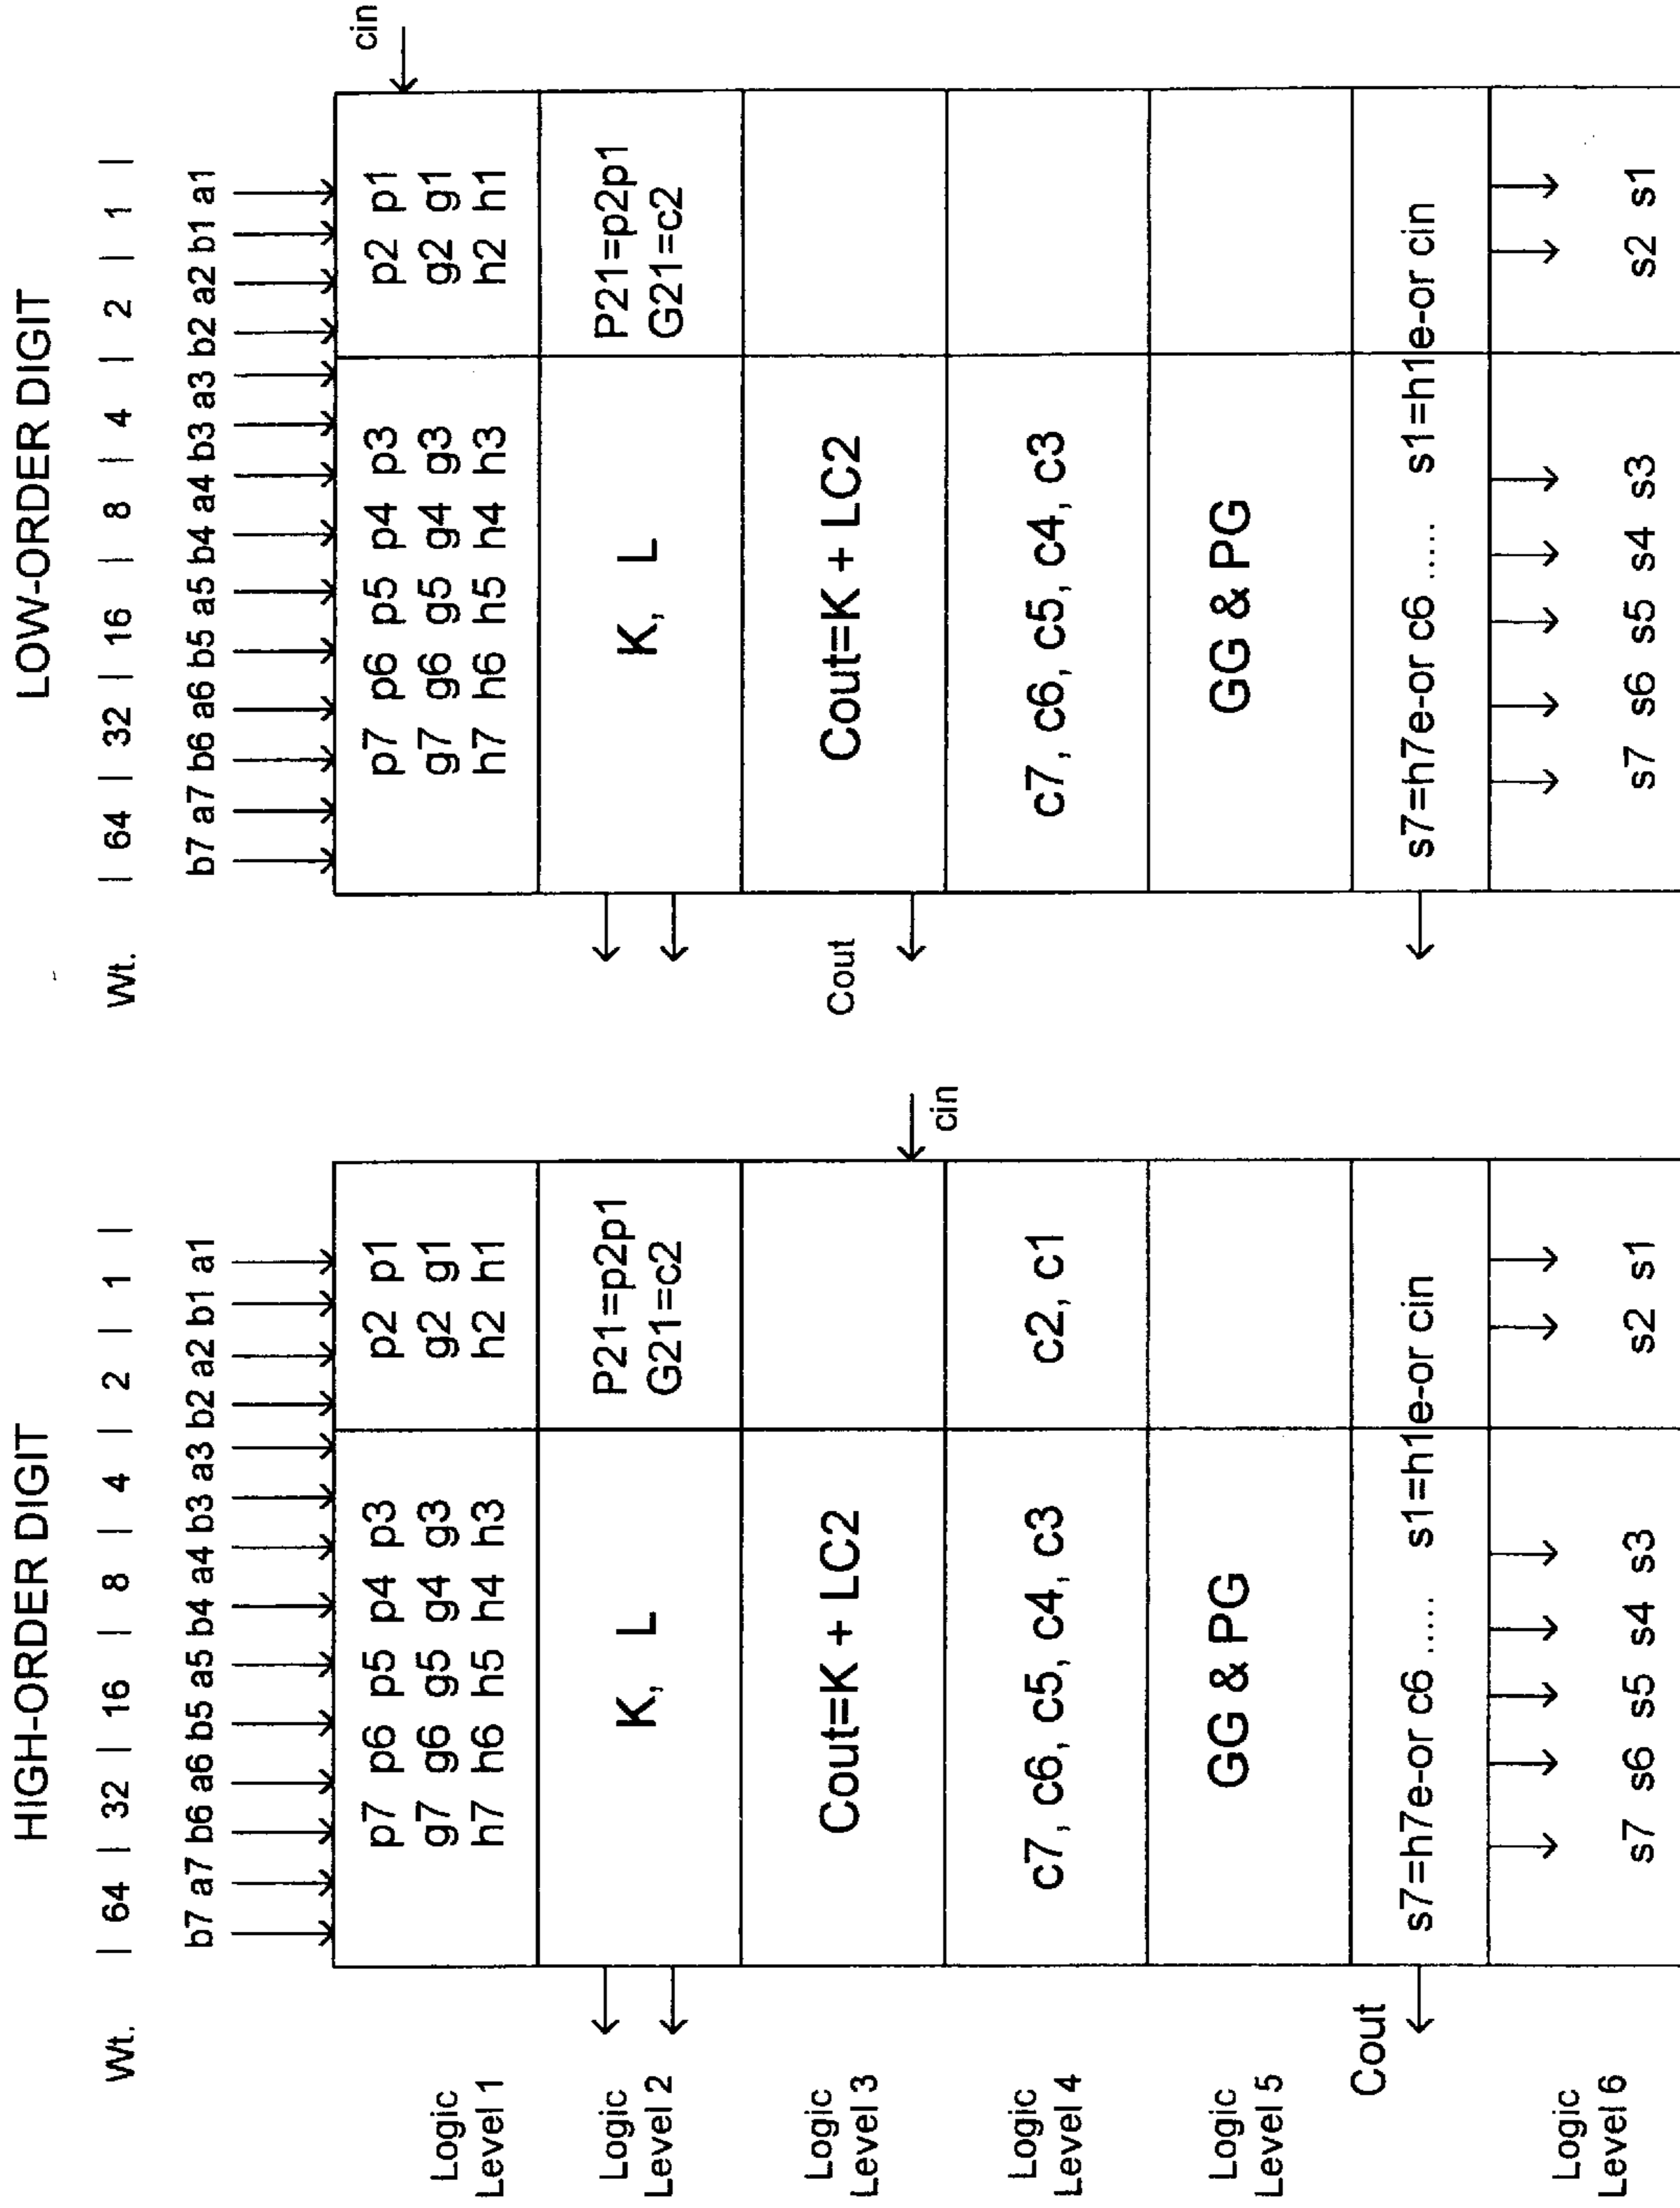 HIGH-ORDER DIGIT
Wt. | 64 | 32 | 16 | 8 | 4 | 2 | 1 |
b7 a7 b6 a6 b5 a5 b4 a4 b3 a3 b2 a2 b1 a1
Logic
Level 1
p7 p6 p5 p4 p3
g7 g6 g5 g4 g3
h7 h6 h5 h4 h3
p2 p1
g2 g1
h2 h1
Logic
Level 2
K, L
P21=p2p1
G21=c2
Logic
Level 3
Cout=K + LC2
cin
Logic
Level 4
c7, c6, c5, c4, c3
c2, c1
Logic
Level 5
GG & PG
Cout
s7=h7e-or c6 ..... s1=h1e-or cin
Logic
Level 6
s7 s6 s5 s4 s3 s2 s1
LOW-ORDER DIGIT
Wt. | 64 | 32 | 16 | 8 | 4 | 2 | 1 |
b7 a7 b6 a6 b5 a5 b4 a4 b3 a3 b2 a2 b1 a1
cin
p7 p6 p5 p4 p3
g7 g6 g5 g4 g3
h7 h6 h5 h4 h3
p2 p1
g2 g1
h2 h1
K, L
P21=p2p1
G21=c2
Cout
Cout=K + LC2
c7, c6, c5, c4, c3
GG & PG
s7=h7e-or c6 ..... s1=h1e-or cin
s7 s6 s5 s4 s3 s2 s1